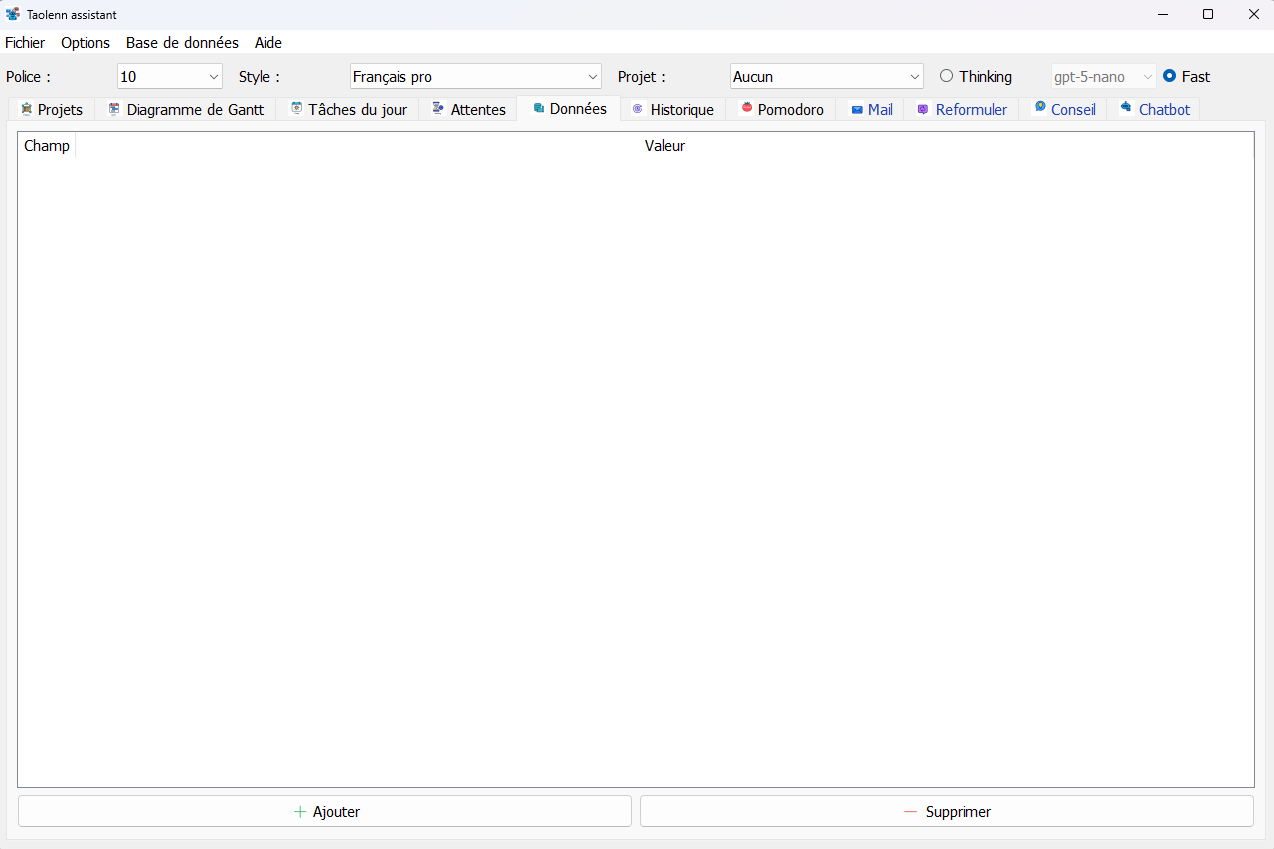 Taolenn assistant
Fichier Options Base de données Aide
Police : 10 Style : Français pro Projet : Aucun Thinking gpt-5-nano Fast
Projets Diagramme de Gantt Tâches du jour Attentes Données Historique Pomodoro Mail Reformuler Conseil Chatbot
Champ Valeur
Ajouter Supprimer